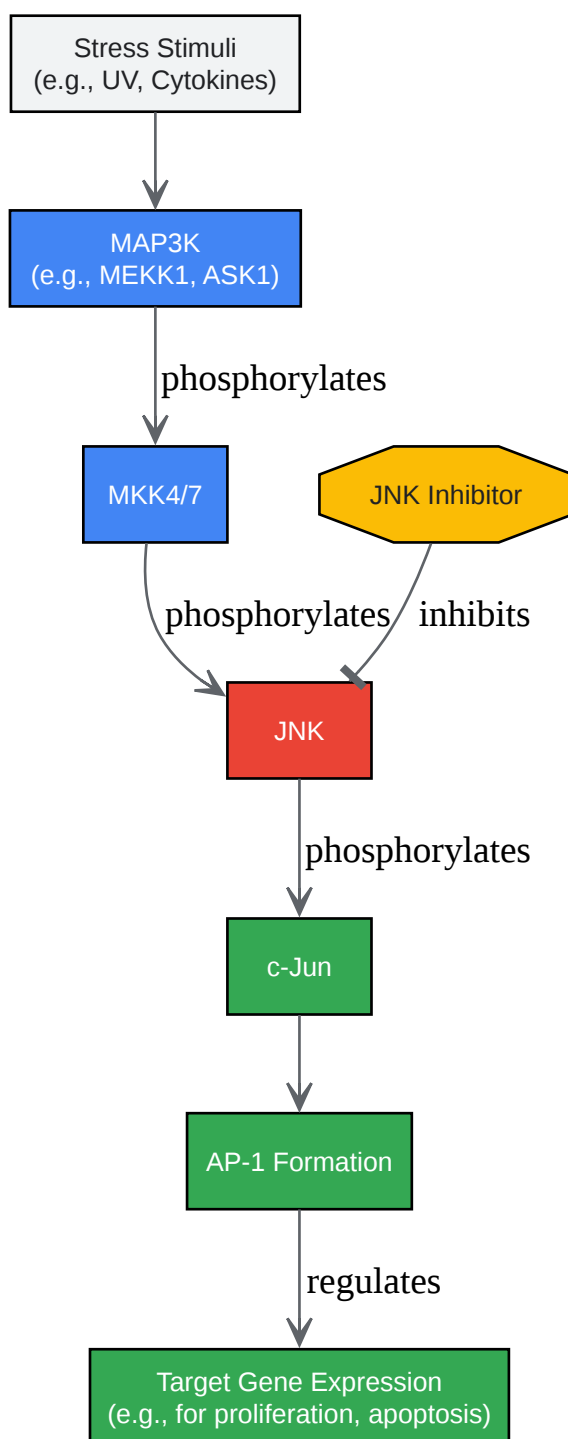 Stress Stimuli
(e.g., UV, Cytokines)
MAP3K
(e.g., MEKK1, ASK1)
phosphorylates
MKK4/7
JNK Inhibitor
phosphorylates
inhibits
JNK
phosphorylates
c-Jun
AP-1 Formation
regulates
Target Gene Expression
(e.g., for proliferation, apoptosis)